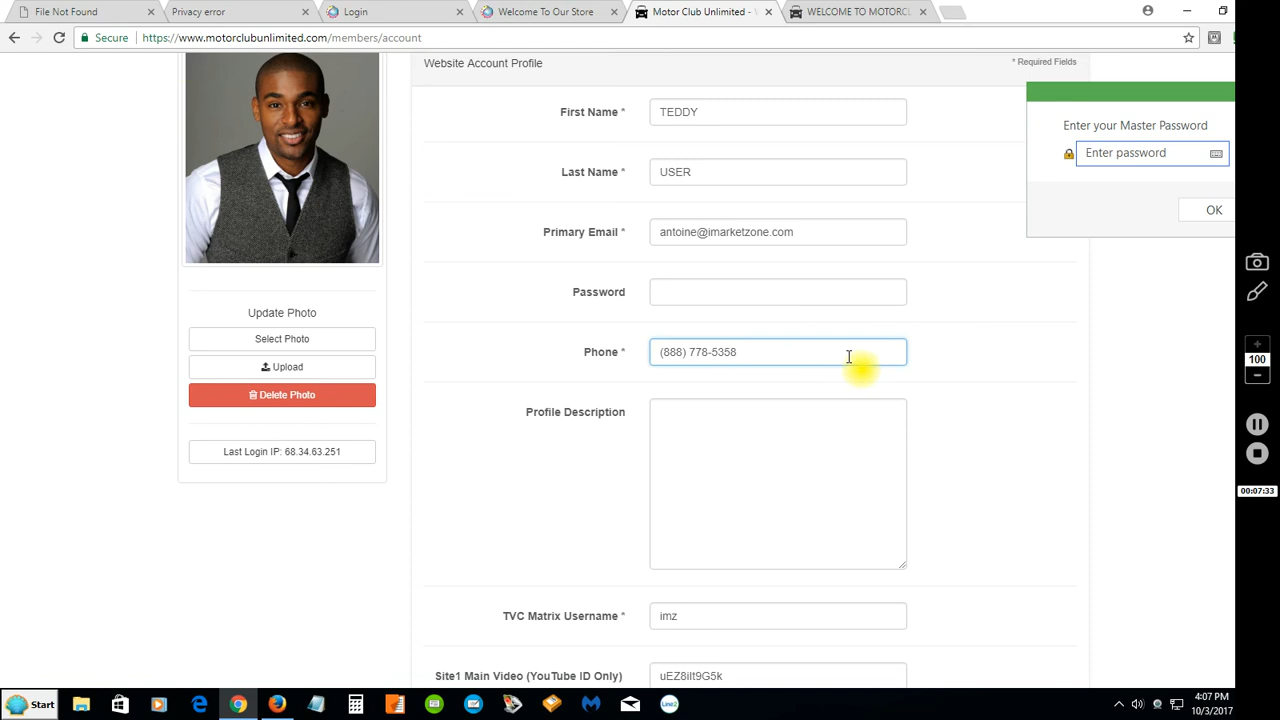 File Not Found
Privacy error
Login
Welcome To Our Store
Motor Club Unlimited - 
WELCOME TO MOTORCL
Secure
https://www.motorclubunlimited.com/members/account
Website Account Profile
* Required Fields
First Name *
TEDDY
Last Name *
USER
Primary Email *
antoine@imarketzone.com
Password
Phone *
(888) 778-5358
Profile Description
TVC Matrix Username *
imz
Site1 Main Video (YouTube ID Only)
uEZ8iIt9G5k
Update Photo
Select Photo
Upload
Delete Photo
Last Login IP: 68.34.63.251
Enter your Master Password
Enter password
OK
100
00:07:33
Start
Line2
4:07 PM
10/3/2017